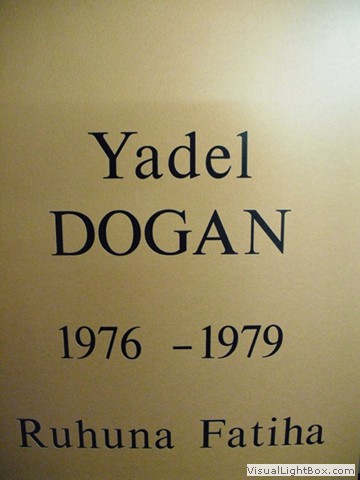 Yadel
DOGAN
1976 - 1979
Ruhuna Fatiha
VisualLightBox.com